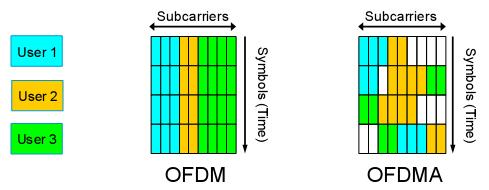 Subcarriers
Subcarriers
User 1
User 2
User 3
Symbols (Time)
Symbols (Time)
OFDM
OFDMA